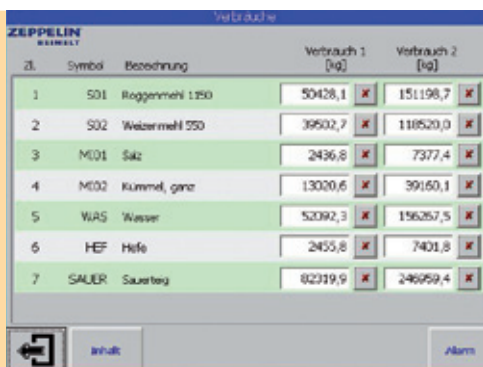 Verbräuche
ZEPPELIN
REIMELT
Zl. Symbol Bezeichnung Verbrauch 1 [kg] Verbrauch 2 [kg]
1 S01 Roggenmehl 1150 50428,1 151198,7
2 S02 Weizenmehl 550 39502,7 118520,0
3 MI01 Salz 2436,8 7377,4
4 MI02 Kümmel, ganz 13020,6 39160,1
5 WAS Wasser 52092,3 156267,5
6 HEF Hefe 2455,8 7401,8
7 SAUER Sauerteig 82319,9 246959,4
Inhalt Alarm